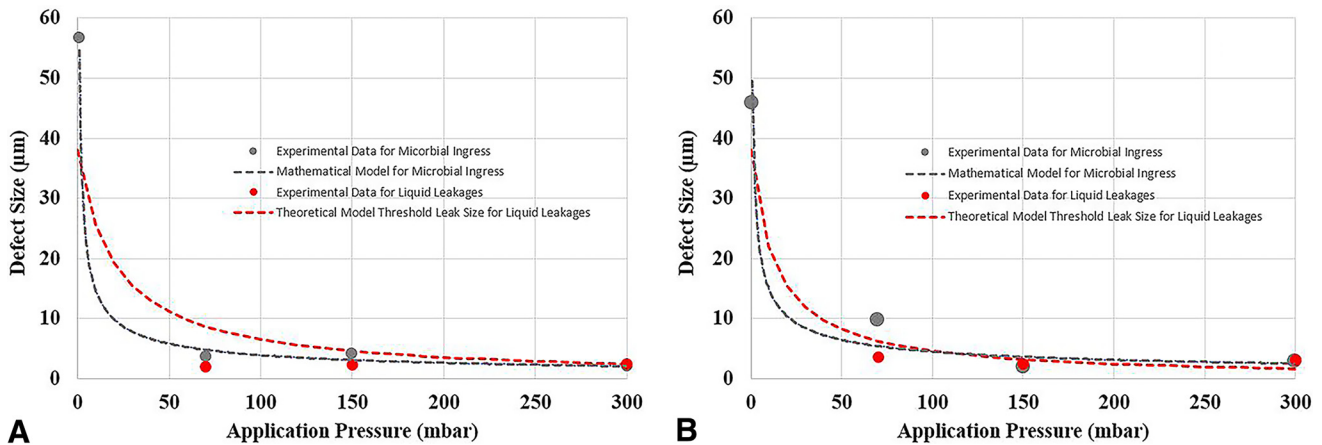 60
50
40
30
20
10
0
Defect Size (µm)
Experimental Data for Micorbial Ingress
Mathematical Model for Microbial Ingress
Experimental Data for Liquid Leakages
Theoretical Model Threshold Leak Size for Liquid Leakages
0 50 100 150 200 250 300
Application Pressure (mbar)
A
60
50
40
30
20
10
0
Defect Size (µm)
Experimental Data for Microbial Ingress
Mathematical Model for Microbial Ingress
Experimental Data for Liquid Leakages
Theoretical Model Threshold Leak Size for Liquid Leakages
0 50 100 150 200 250 300
Application Pressure (mbar)
B